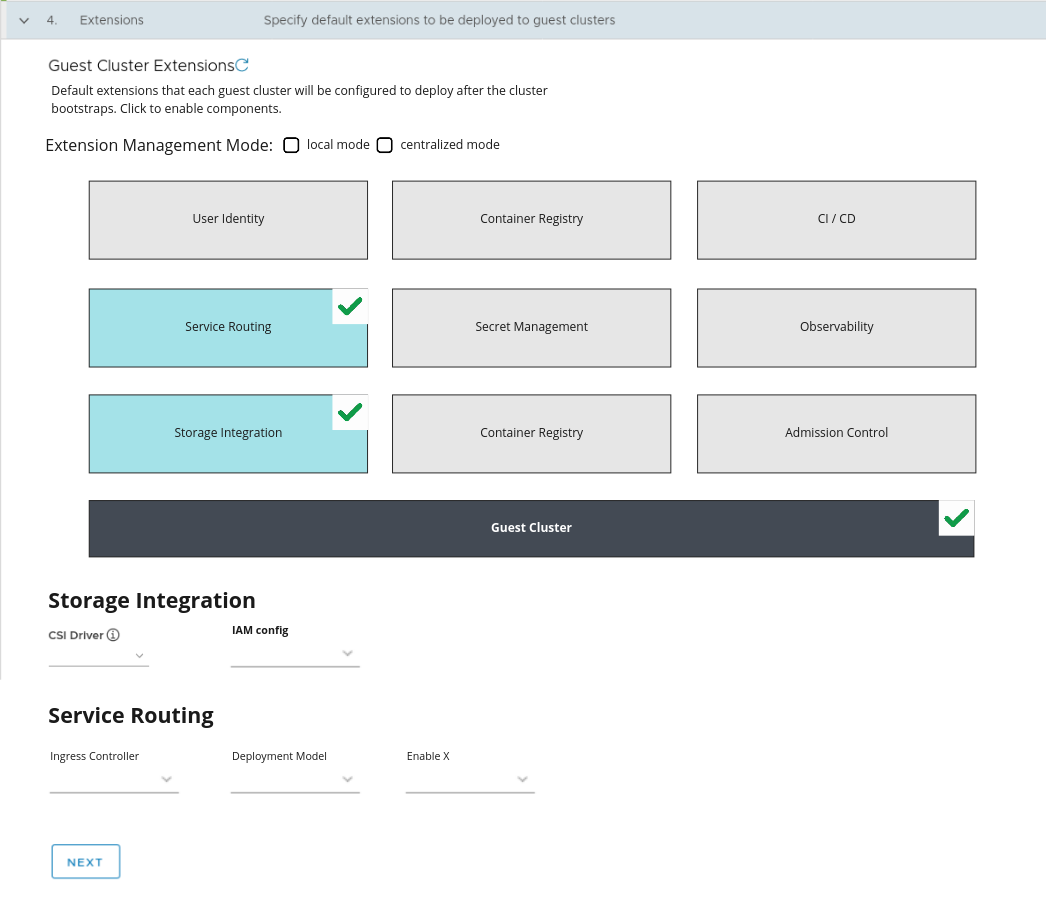 4. Extensions Specify default extensions to be deployed to guest clusters
Guest Cluster Extensions
Default extensions that each guest cluster will be configured to deploy after the cluster
bootstraps. Click to enable components.
Extension Management Mode: local mode centralized mode
User Identity Container Registry CI / CD
Service Routing Secret Management Observability
Storage Integration Container Registry Admission Control
Guest Cluster
Storage Integration
CSI Driver IAM config
Service Routing
Ingress Controller Deployment Model Enable X
NEXT